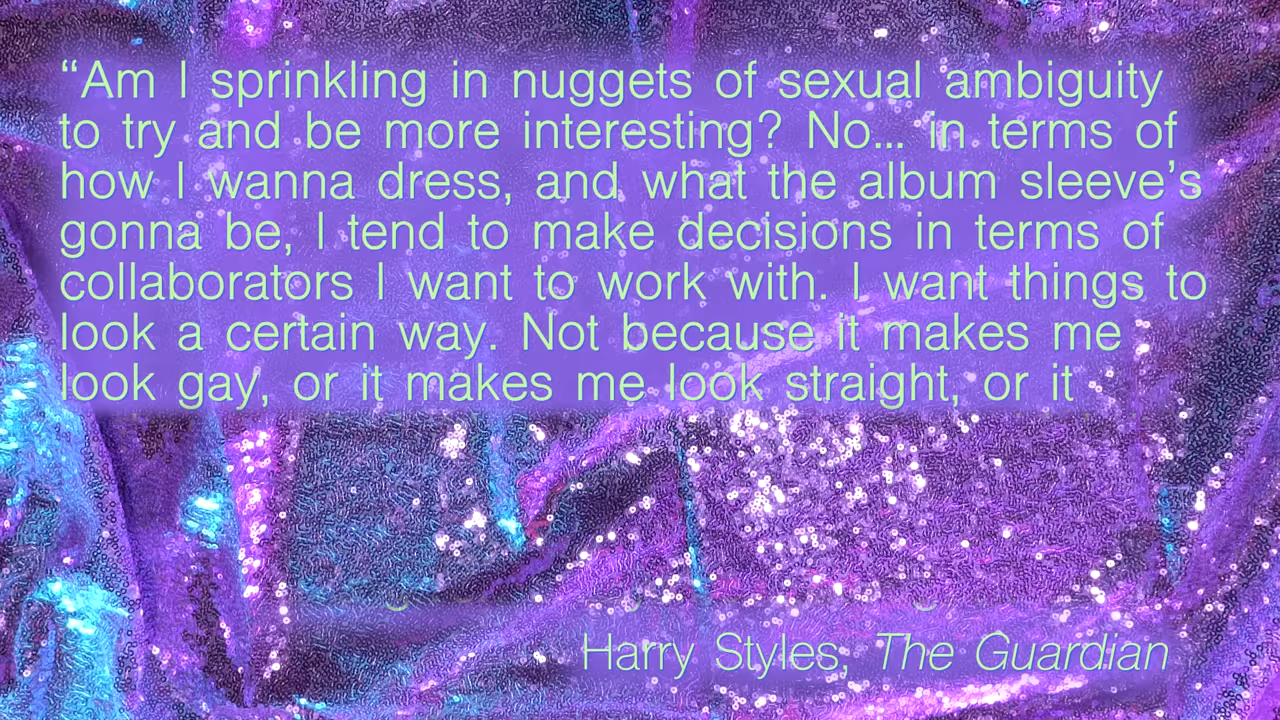 “Am I sprinkling in nuggets of sexual ambiguity
to try and be more interesting? No... in terms of
how I wanna dress, and what the album sleeve’s
gonna be, I tend to make decisions in terms of
collaborators I want to work with. I want things to
look a certain way. Not because it makes me
look gay, or it makes me look straight, or it
Harry Styles, The Guardian